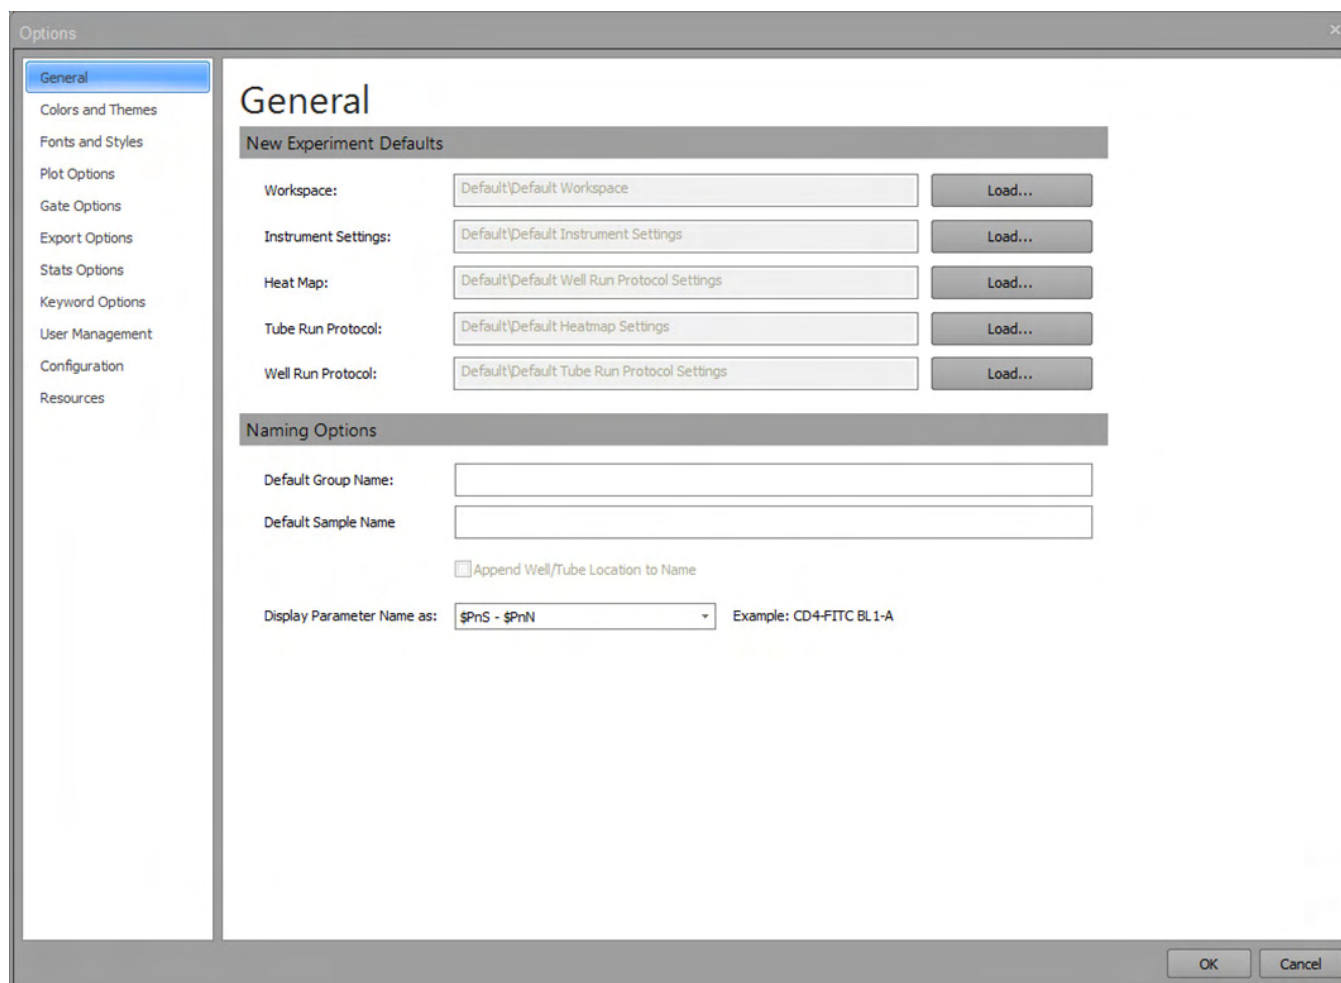 Options
General
Colors and Themes
Fonts and Styles
Plot Options
Gate Options
Export Options
Stats Options
Keyword Options
User Management
Configuration
Resources
General
New Experiment Defaults
Workspace: Default\Default Workspace Load...
Instrument Settings: Default\Default Instrument Settings Load...
Heat Map: Default\Default Well Run Protocol Settings Load...
Tube Run Protocol: Default\Default Heatmap Settings Load...
Well Run Protocol: Default\Default Tube Run Protocol Settings Load...
Naming Options
Default Group Name:
Default Sample Name
Append Well/Tube Location to Name
Display Parameter Name as: $PnS - $PnN Example: CD4-FITC BL1-A
OK Cancel